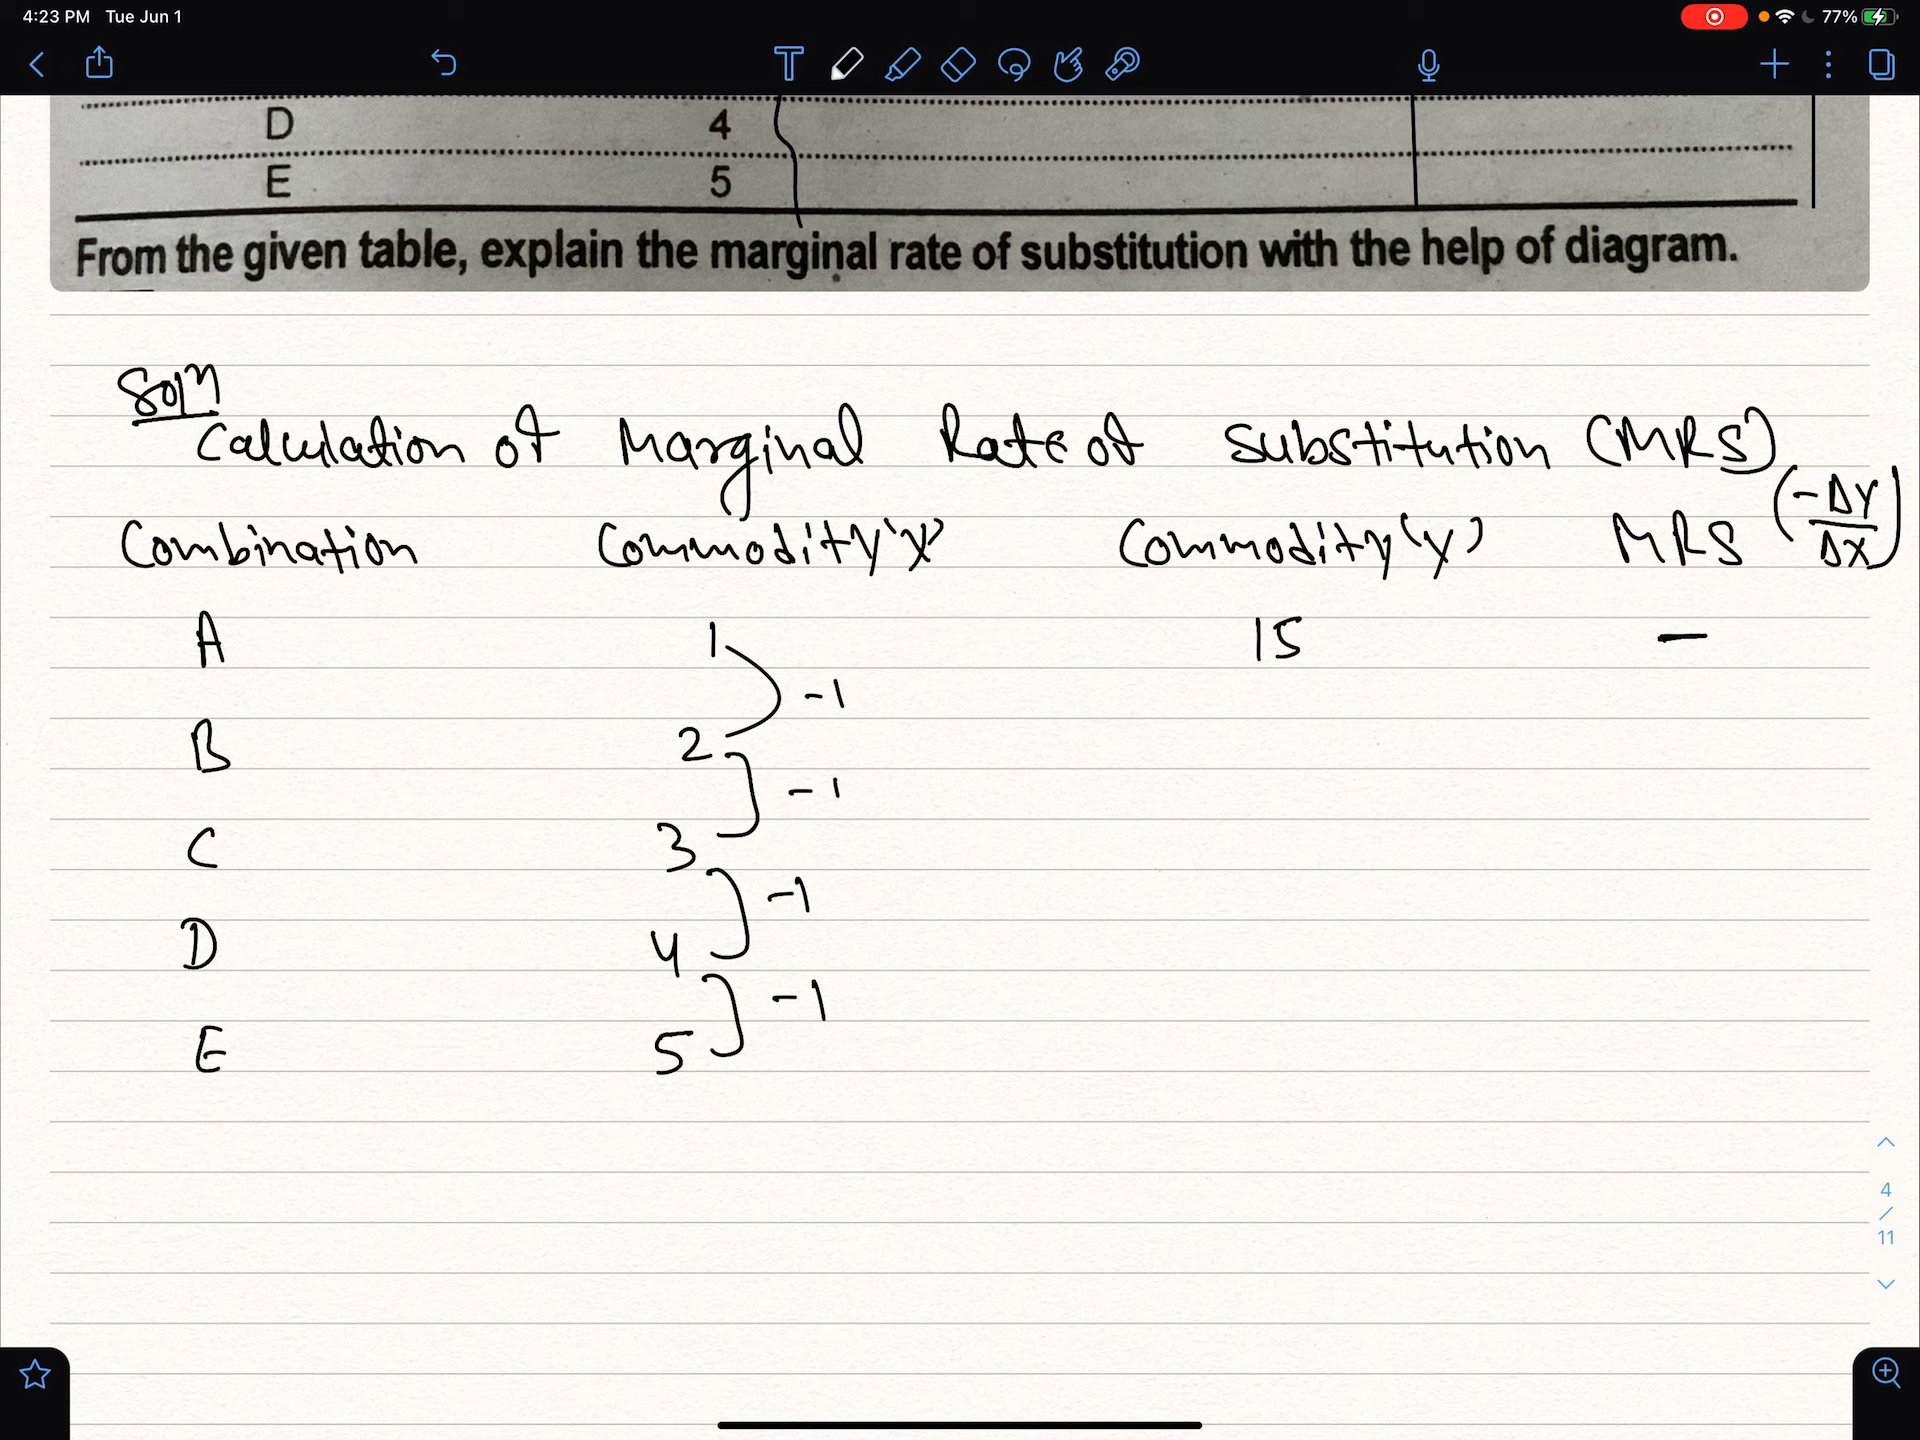 4:23 PM Tue Jun 1
77%
T
D 4
E 5
From the given table, explain the marginal rate of substitution with the help of diagram.
Soln
Calculation of Marginal Rate of Substitution (MRS)
Combination Commodity 'X' Commodity 'Y' MRS (-ΔY/ΔX)
A 1 15 —
-1
B 2
-1
C 3
-1
D 4
-1
E 5
4
/
11